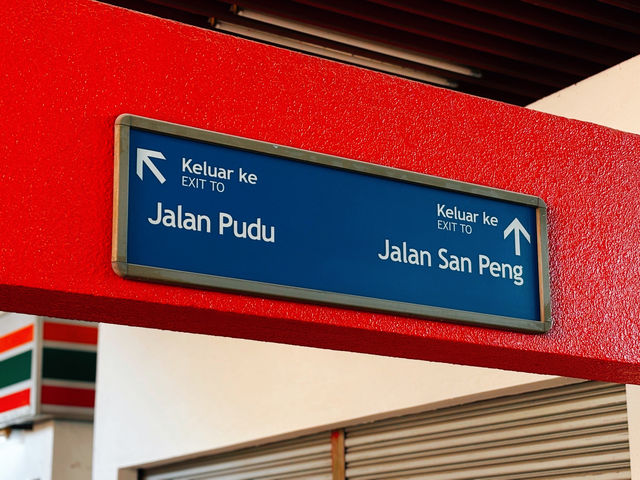 Keluar ke
EXIT TO
Jalan Pudu
Keluar ke
EXIT TO
Jalan San Peng